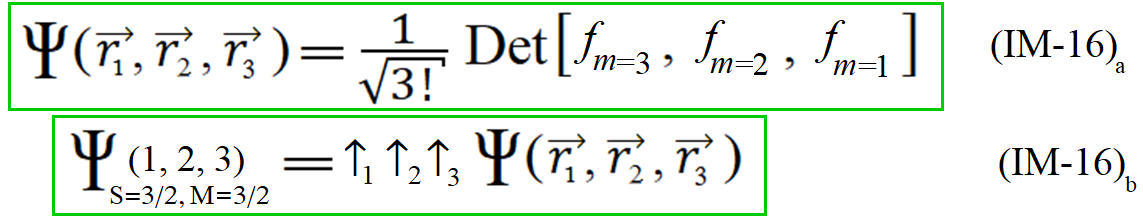 Ψ(r⃗₁, r⃗₂, r⃗₃) = 1/√3! Det[f_{m=3} , f_{m=2} , f_{m=1}] (IM-16)_a
Ψ_{S=3/2, M=3/2} (1, 2, 3) = ↑₁ ↑₂ ↑₃ Ψ(r⃗₁, r⃗₂, r⃗₃) (IM-16)_b